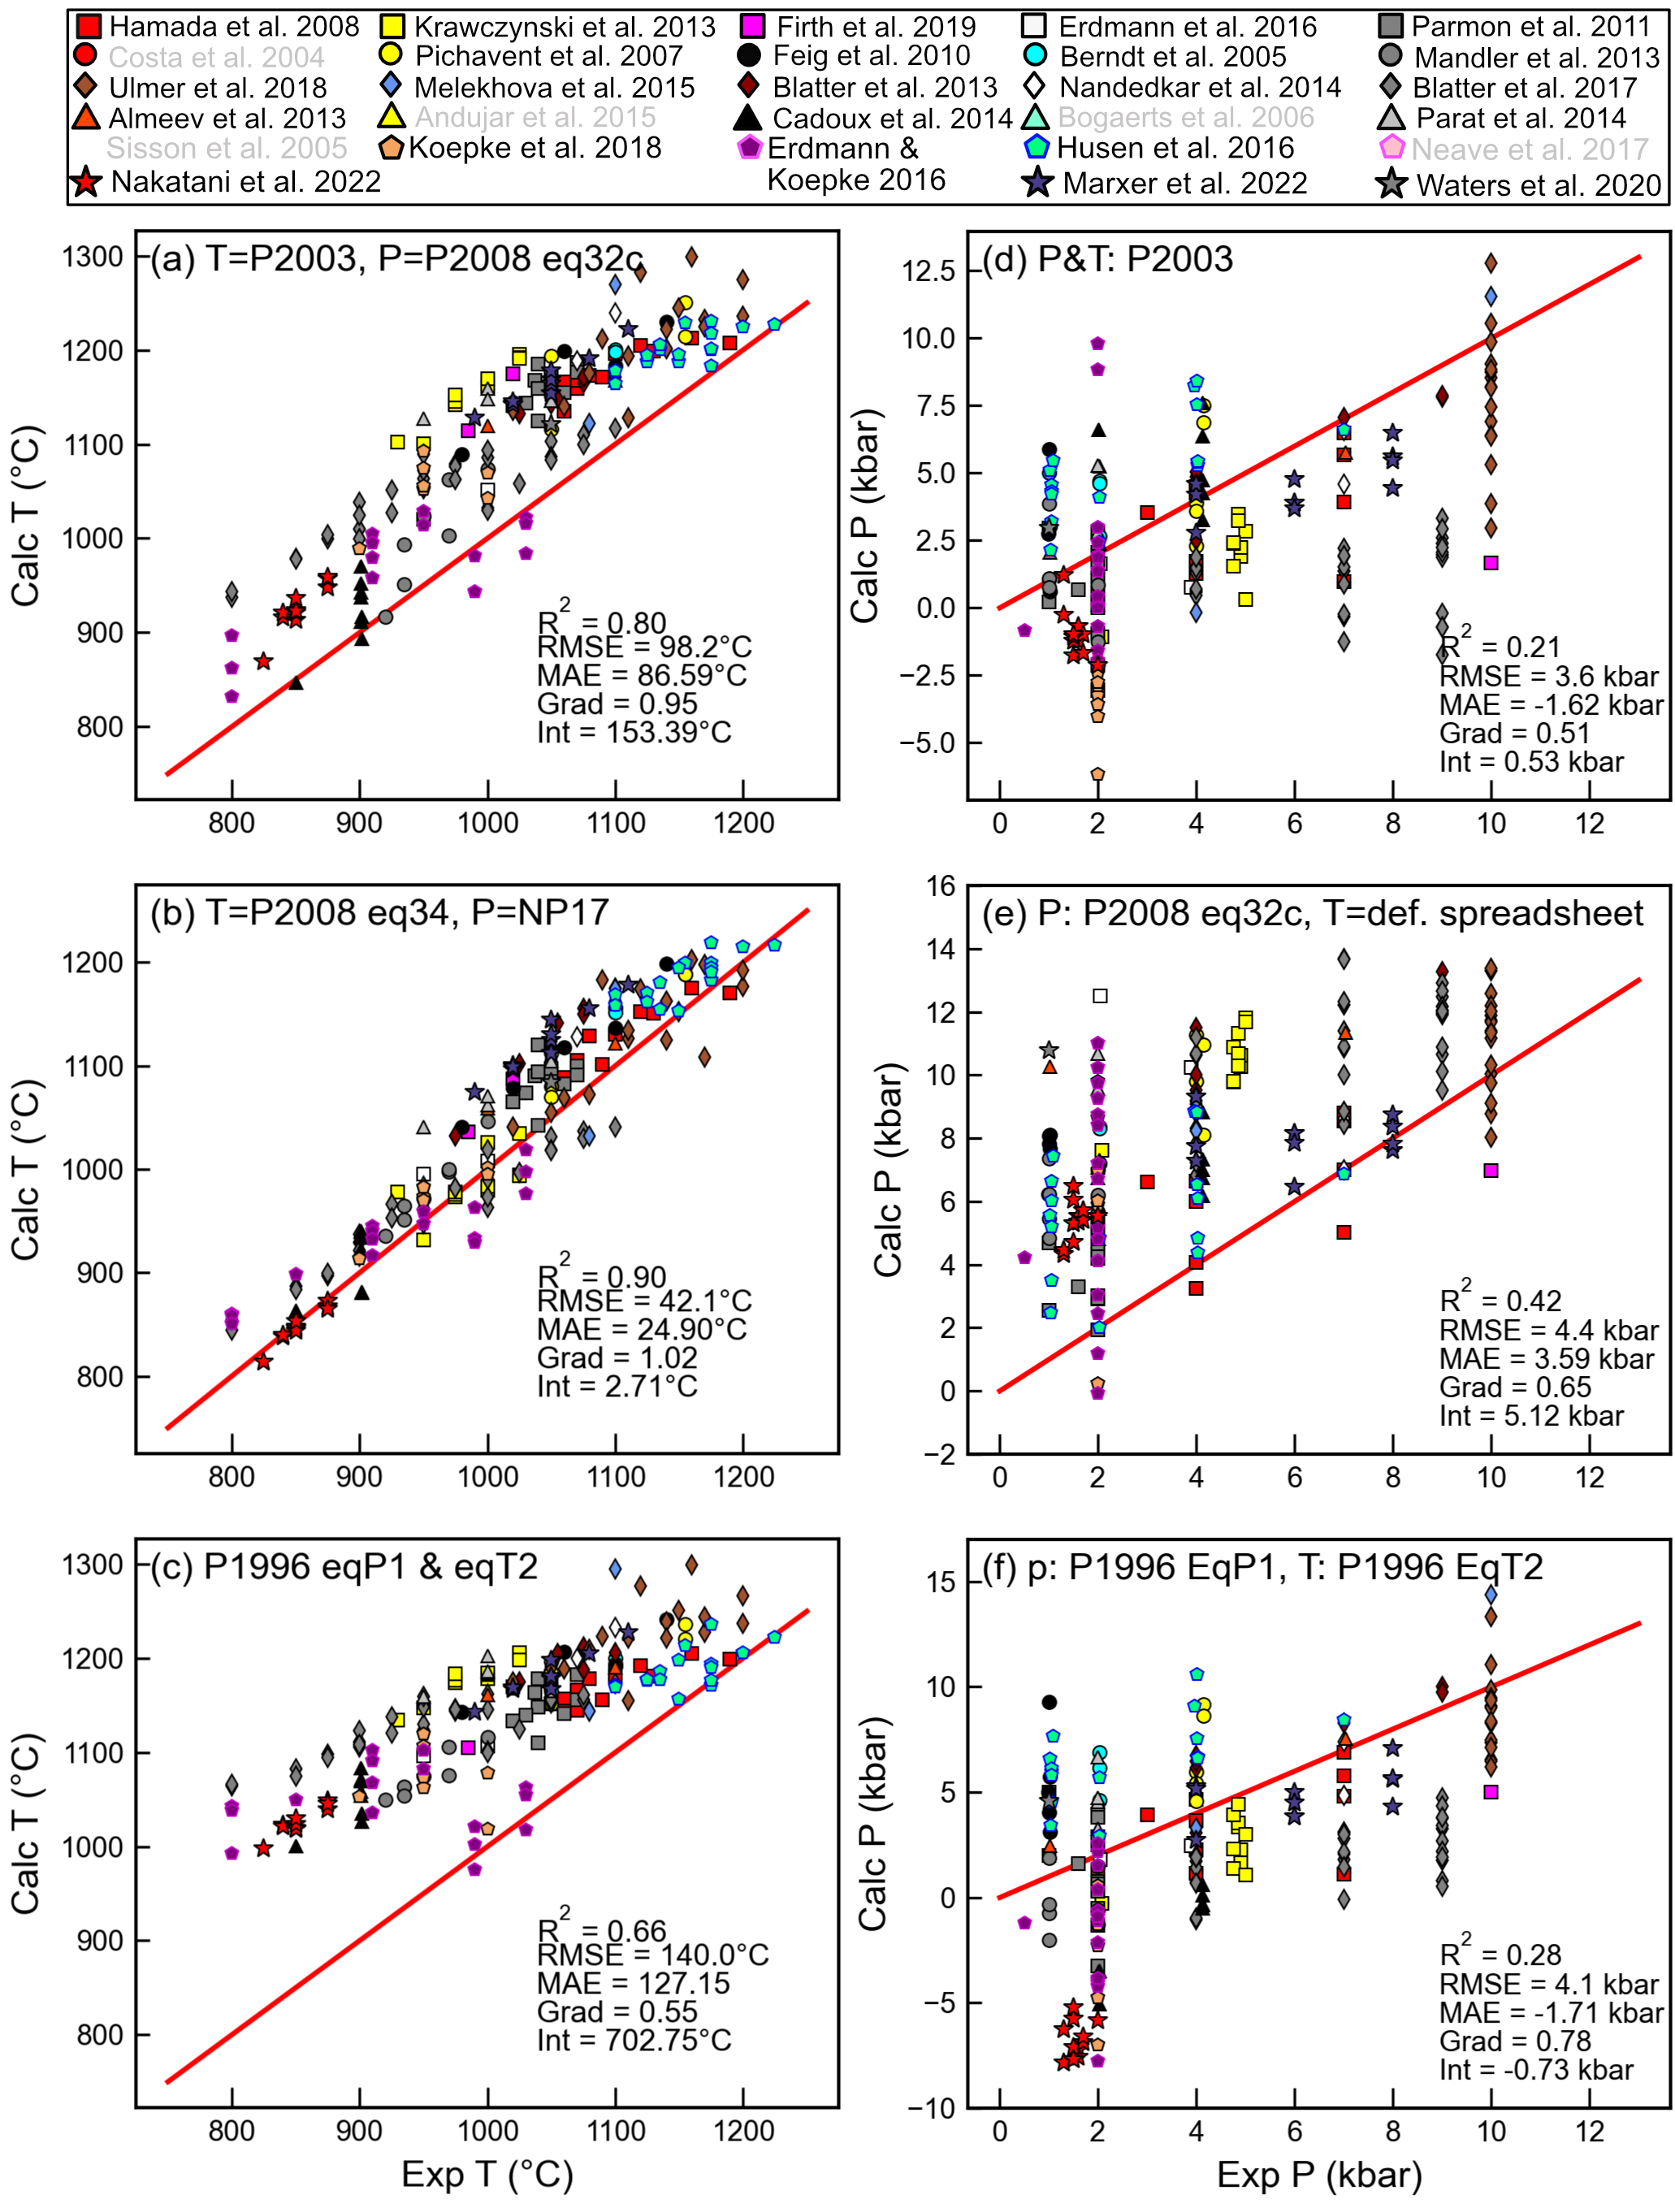 Hamada et al. 2008 Krawczynski et al. 2013 Firth et al. 2019 Erdmann et al. 2016 Parmon et al. 2011
Costa et al. 2004 Pichavent et al. 2007 Feig et al. 2010 Berndt et al. 2005 Mandler et al. 2013
Ulmer et al. 2018 Melekhova et al. 2015 Blatter et al. 2013 Nandedkar et al. 2014 Blatter et al. 2017
Almeev et al. 2013 Andujar et al. 2015 Cadoux et al. 2014 Bogaerts et al. 2006 Parat et al. 2014
Sisson et al. 2005 Koepke et al. 2018 Erdmann & Husen et al. 2016 Neave et al. 2017
Koepke 2016
Nakatani et al. 2022 Marxer et al. 2022 Waters et al. 2020
(a) T=P2003, P=P2008 eq32c
1300
1200
1100
1000
900
800
Calc T (°C)
R2 = 0.80
RMSE = 98.2°C
MAE = 86.59°C
Grad = 0.95
Int = 153.39°C
800 900 1000 1100 1200
(d) P&T: P2003
12.5
10.0
7.5
5.0
2.5
0.0
−2.5
−5.0
Calc P (kbar)
R2 = 0.21
RMSE = 3.6 kbar
MAE = -1.62 kbar
Grad = 0.51
Int = 0.53 kbar
0 2 4 6 8 10 12
(b) T=P2008 eq34, P=NP17
1200
1100
1000
900
800
Calc T (°C)
R2 = 0.90
RMSE = 42.1°C
MAE = 24.90°C
Grad = 1.02
Int = 2.71°C
800 900 1000 1100 1200
(e) P: P2008 eq32c, T=def. spreadsheet
16
14
12
10
8
6
4
2
0
−2
Calc P (kbar)
R2 = 0.42
RMSE = 4.4 kbar
MAE = 3.59 kbar
Grad = 0.65
Int = 5.12 kbar
0 2 4 6 8 10 12
(c) P1996 eqP1 & eqT2
1300
1200
1100
1000
900
800
Calc T (°C)
R2 = 0.66
RMSE = 140.0°C
MAE = 127.15
Grad = 0.55
Int = 702.75°C
800 900 1000 1100 1200
Exp T (°C)
(f) p: P1996 EqP1, T: P1996 EqT2
15
10
5
0
−5
−10
Calc P (kbar)
R2 = 0.28
RMSE = 4.1 kbar
MAE = -1.71 kbar
Grad = 0.78
Int = -0.73 kbar
0 2 4 6 8 10 12
Exp P (kbar)